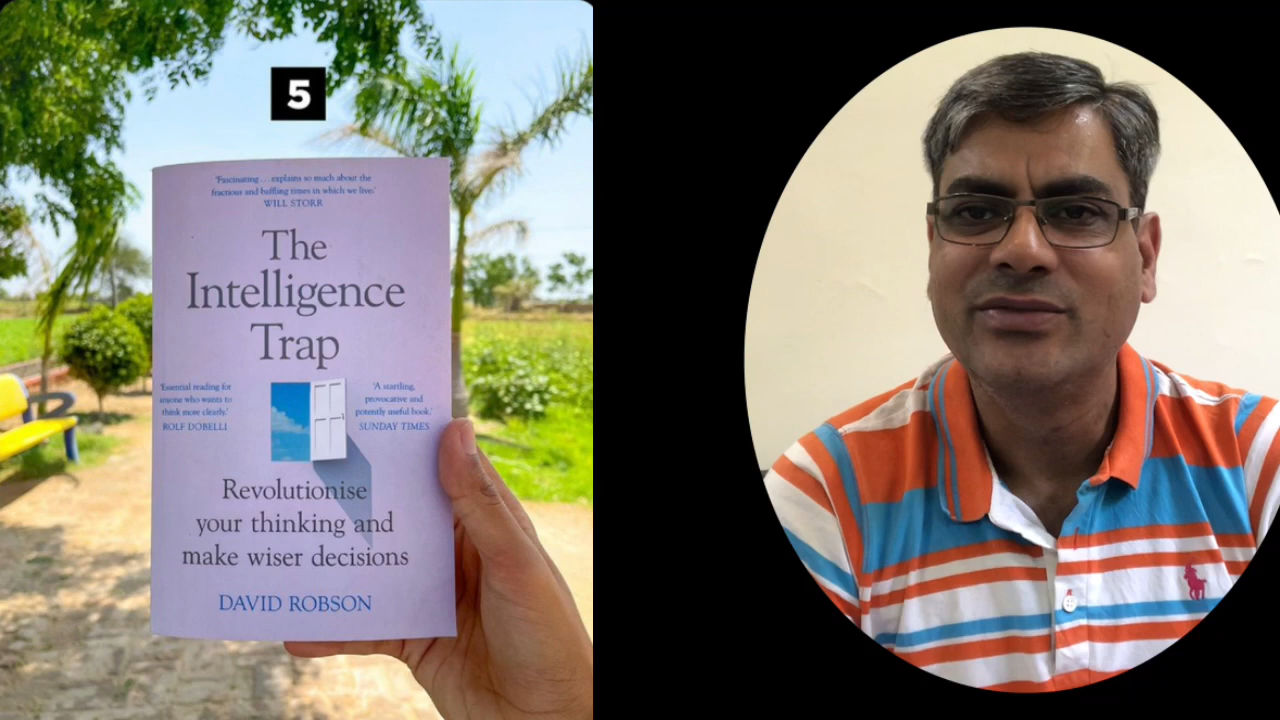 5
'Fascinating . . . explains so much about the
fractious and baffling times in which we live.'
WILL STORR
The
Intelligence
Trap
'Essential reading for
anyone who wants to
think more clearly.'
ROLF DOBELLI
'A startling,
provocative and
potently useful book.'
SUNDAY TIMES
Revolutionise
your thinking and
make wiser decisions
DAVID ROBSON